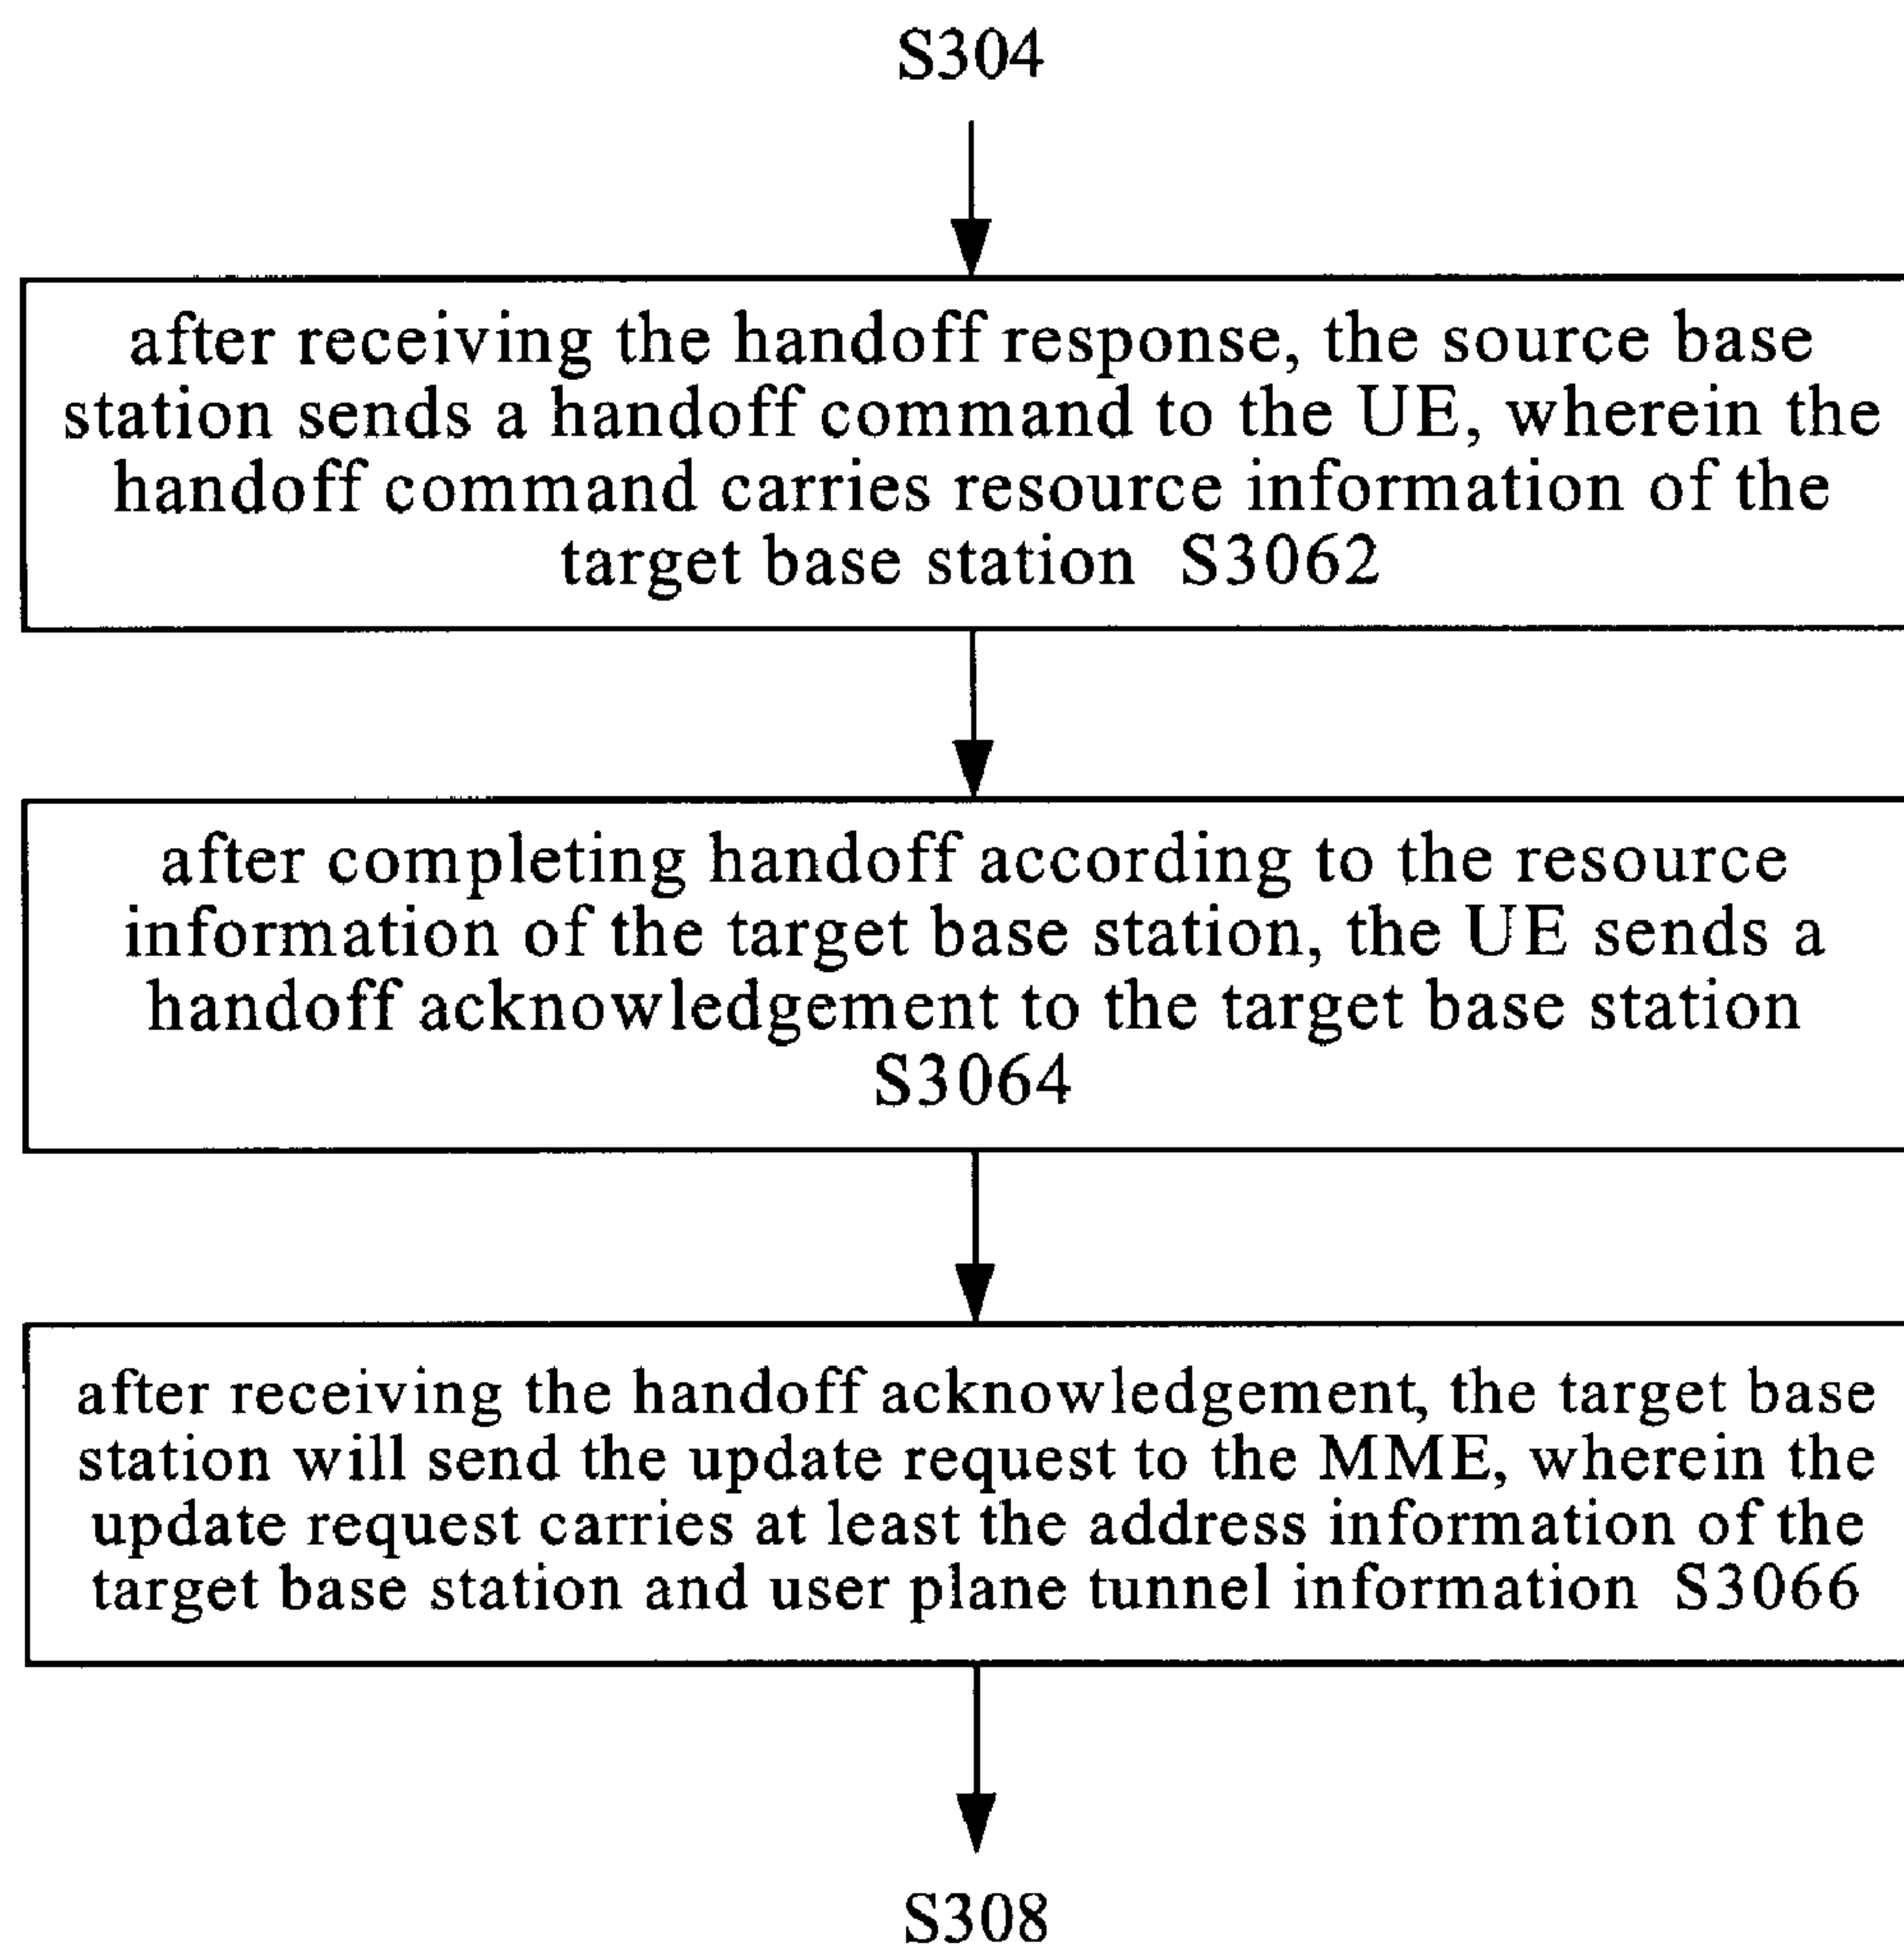 S304
after receiving the handoff response, the source base
station sends a handoff command to the UE, wherein the
handoff command carries resource information of the
target base station S3062
after completing handoff according to the resource
information of the target base station, the UE sends a
handoff acknowledgement to the target base station
S3064
after receiving the handoff acknowledgement, the target base
station will send the update request to the MME, wherein the
update request carries at least the address information of the
target base station and user plane tunnel information S3066
S308